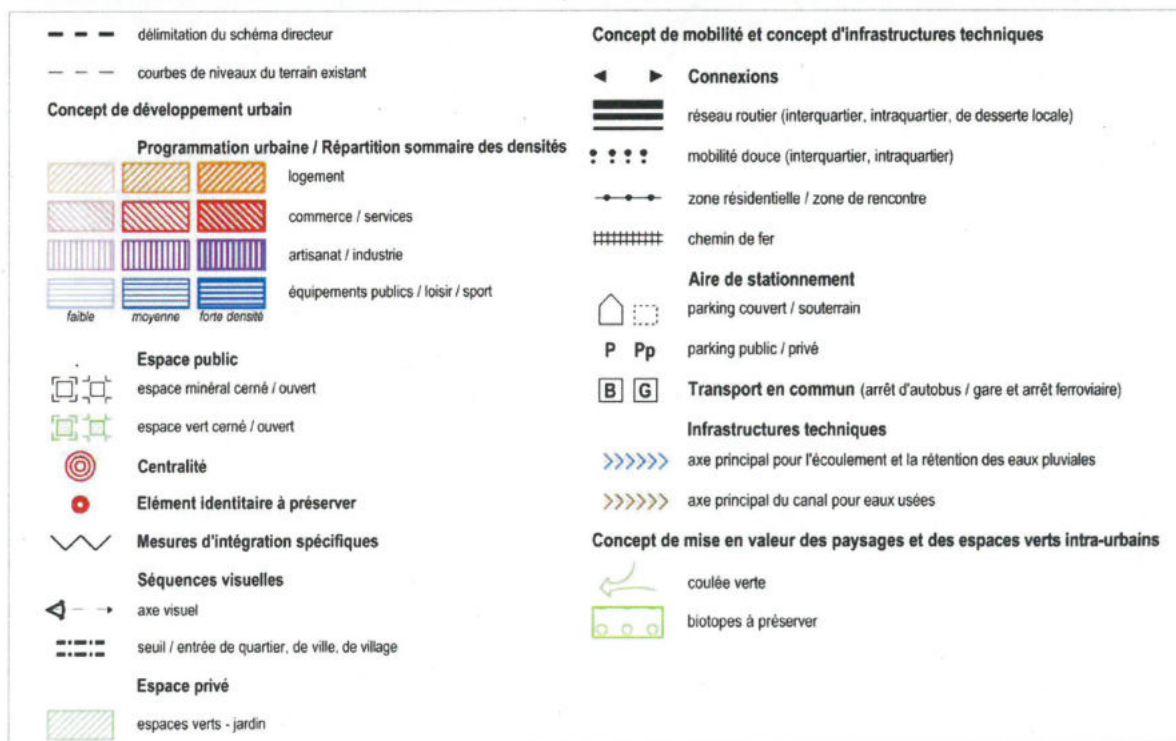 délimitation du schéma directeur
courbes de niveaux du terrain existant
Concept de développement urbain
Programmation urbaine / Répartition sommaire des densités
logement
commerce / services
artisanat / industrie
équipements publics / loisir / sport
faible moyenne forte densité
Espace public
espace minéral cerné / ouvert
espace vert cerné / ouvert
Centralité
Elément identitaire à préserver
Mesures d'intégration spécifiques
Séquences visuelles
axe visuel
seuil / entrée de quartier, de ville, de village
Espace privé
espaces verts - jardin
Concept de mobilité et concept d'infrastructures techniques
Connexions
réseau routier (interquartier, intraquartier, de desserte locale)
mobilité douce (interquartier, intraquartier)
zone résidentielle / zone de rencontre
chemin de fer
Aire de stationnement
parking couvert / souterrain
P Pp parking public / privé
B G Transport en commun (arrêt d'autobus / gare et arrêt ferroviaire)
Infrastructures techniques
axe principal pour l'écoulement et la rétention des eaux pluviales
axe principal du canal pour eaux usées
Concept de mise en valeur des paysages et des espaces verts intra-urbains
coulée verte
biotopes à préserver